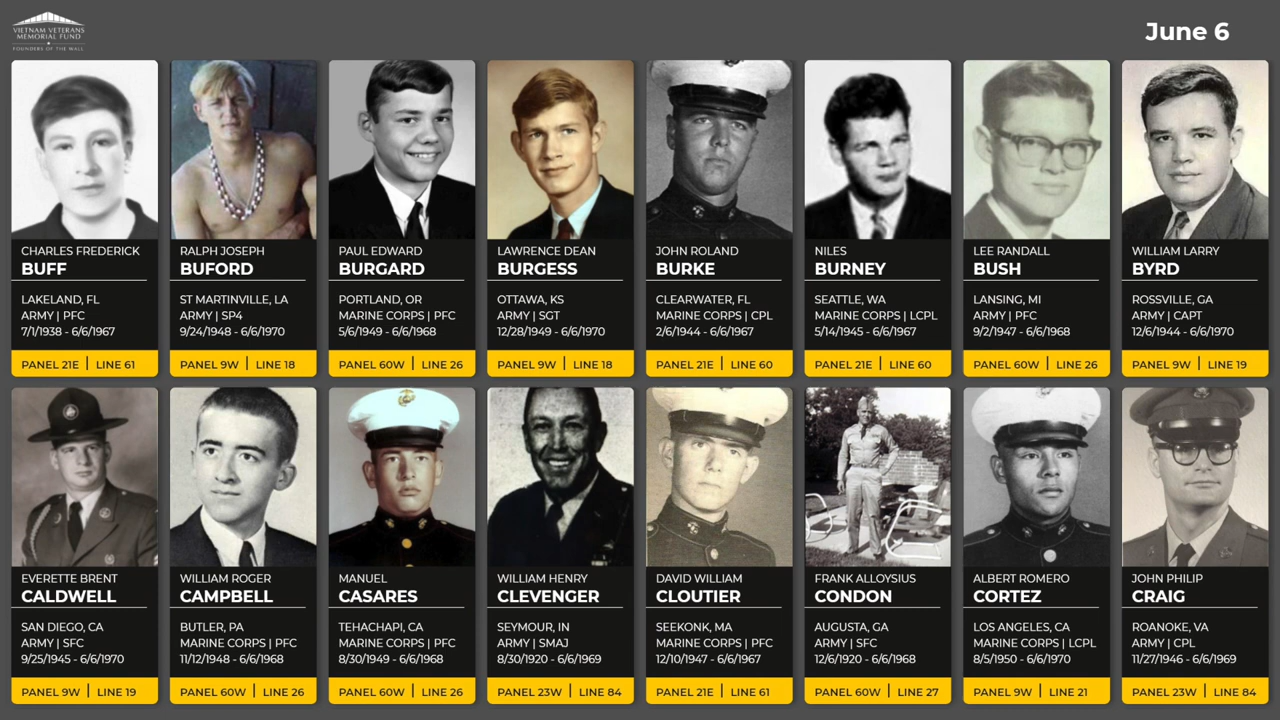 VIETNAM VETERANS
MEMORIAL FUND
FOUNDERS OF THE WALL
June 6
CHARLES FREDERICK
BUFF
LAKELAND, FL
ARMY | PFC
7/1/1938 - 6/6/1967
PANEL 21E | LINE 61
RALPH JOSEPH
BUFORD
ST MARTINVILLE, LA
ARMY | SP4
9/24/1948 - 6/6/1970
PANEL 9W | LINE 18
PAUL EDWARD
BURGARD
PORTLAND, OR
MARINE CORPS | PFC
5/6/1949 - 6/6/1968
PANEL 60W | LINE 26
LAWRENCE DEAN
BURGESS
OTTAWA, KS
ARMY | SGT
12/28/1949 - 6/6/1970
PANEL 9W | LINE 18
JOHN ROLAND
BURKE
CLEARWATER, FL
MARINE CORPS | CPL
2/6/1944 - 6/6/1967
PANEL 21E | LINE 60
NILES
BURNEY
SEATTLE, WA
MARINE CORPS | LCPL
5/14/1945 - 6/6/1967
PANEL 21E | LINE 60
LEE RANDALL
BUSH
LANSING, MI
ARMY | PFC
9/2/1947 - 6/6/1968
PANEL 60W | LINE 26
WILLIAM LARRY
BYRD
ROSSVILLE, GA
ARMY | CAPT
12/6/1944 - 6/6/1970
PANEL 9W | LINE 19
EVERETTE BRENT
CALDWELL
SAN DIEGO, CA
ARMY | SFC
9/25/1945 - 6/6/1970
PANEL 9W | LINE 19
WILLIAM ROGER
CAMPBELL
BUTLER, PA
MARINE CORPS | PFC
11/12/1948 - 6/6/1968
PANEL 60W | LINE 26
MANUEL
CASARES
TEHACHAPI, CA
MARINE CORPS | PFC
8/30/1949 - 6/6/1968
PANEL 60W | LINE 26
WILLIAM HENRY
CLEVENGER
SEYMOUR, IN
ARMY | SMAJ
8/30/1920 - 6/6/1969
PANEL 23W | LINE 84
DAVID WILLIAM
CLOUTIER
SEEKONK, MA
MARINE CORPS | PFC
12/10/1947 - 6/6/1967
PANEL 21E | LINE 61
FRANK ALLOYSIUS
CONDON
AUGUSTA, GA
ARMY | SFC
12/6/1920 - 6/6/1968
PANEL 60W | LINE 27
ALBERT ROMERO
CORTEZ
LOS ANGELES, CA
MARINE CORPS | LCPL
8/5/1950 - 6/6/1970
PANEL 9W | LINE 21
JOHN PHILIP
CRAIG
ROANOKE, VA
ARMY | CPL
11/27/1946 - 6/6/1969
PANEL 23W | LINE 84